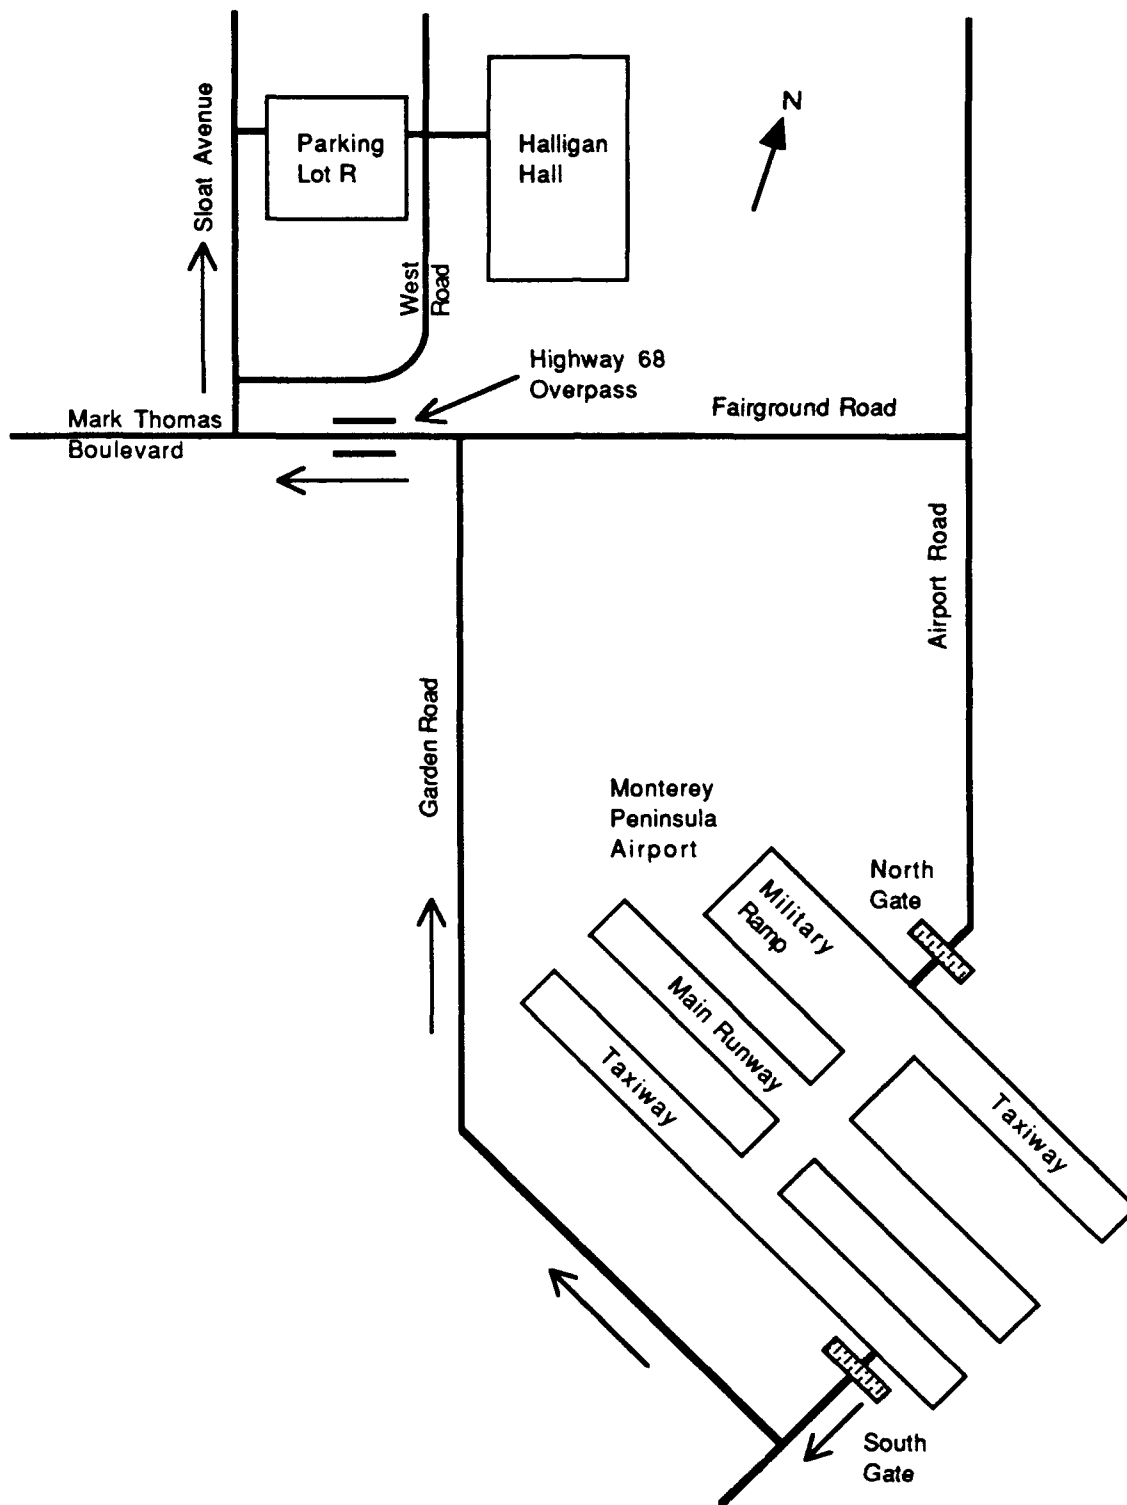 N
Sloat Avenue
Parking
Lot R
Halligan
Hall
West
Road
Highway 68
Overpass
Mark Thomas
Boulevard
Fairground Road
Airport Road
Garden Road
Monterey
Peninsula
Airport
North
Gate
Military
Ramp
Main Runway
Taxiway
Taxiway
South
Gate